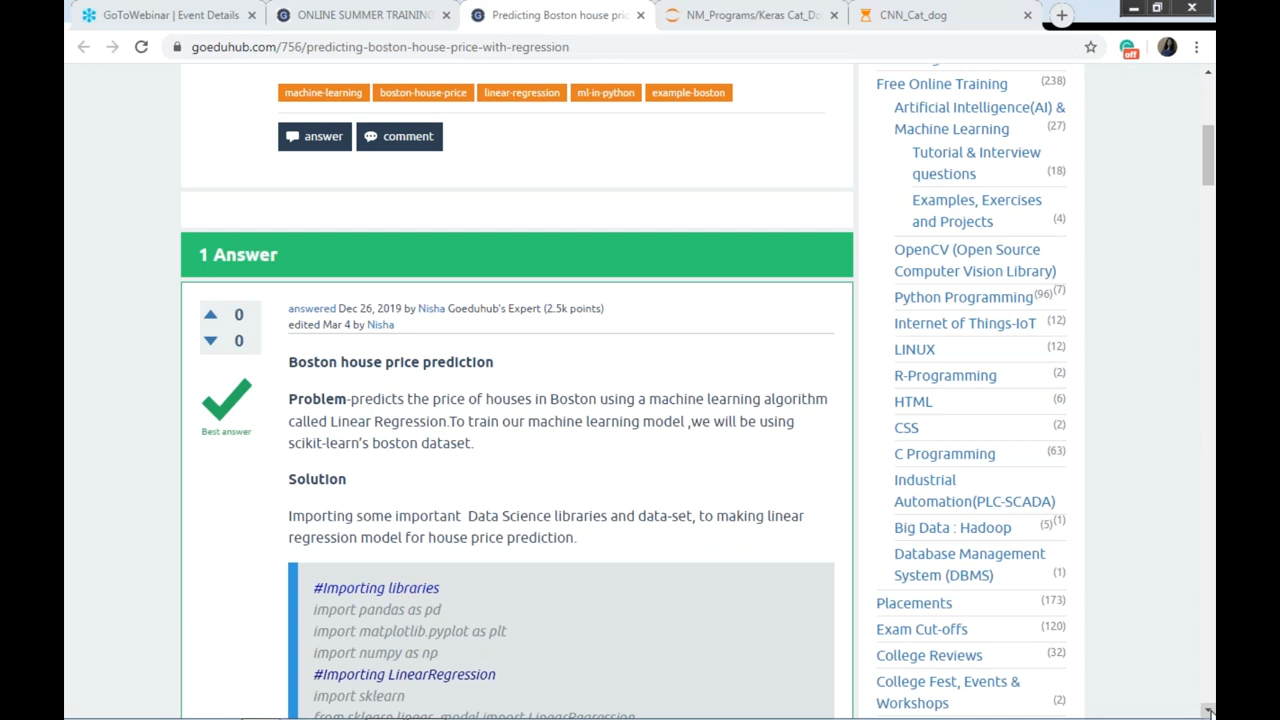 GoToWebinar | Event Details
ONLINE SUMMER TRAINING
Predicting Boston house pric
NM_Programs/Keras Cat_Do
CNN_Cat_dog
goeduhub.com/756/predicting-boston-house-price-with-regression
off
machine-learning boston-house-price linear-regression ml-in-python example-boston
answer comment
1 Answer
0
0
Best answer
answered Dec 26, 2019 by Nisha Goeduhub's Expert (2.5k points)
edited Mar 4 by Nisha
Boston house price prediction
Problem-predicts the price of houses in Boston using a machine learning algorithm
called Linear Regression.To train our machine learning model ,we will be using
scikit-learn's boston dataset.
Solution
Importing some important Data Science libraries and data-set, to making linear
regression model for house price prediction.
#Importing libraries
import pandas as pd
import matplotlib.pyplot as plt
import numpy as np
#Importing LinearRegression
import sklearn
from sklearn.linear_model import LinearRegression
Free Online Training (238)
Artificial Intelligence(AI) &
Machine Learning (27)
Tutorial & Interview
questions (18)
Examples, Exercises
and Projects (4)
OpenCV (Open Source
Computer Vision Library) (7)
Python Programming (96)
Internet of Things-IoT (12)
LINUX (12)
R-Programming (2)
HTML (6)
CSS (2)
C Programming (63)
Industrial
Automation(PLC-SCADA) (1)
Big Data : Hadoop (5)
Database Management
System (DBMS) (1)
Placements (173)
Exam Cut-offs (120)
College Reviews (32)
College Fest, Events &
Workshops (2)